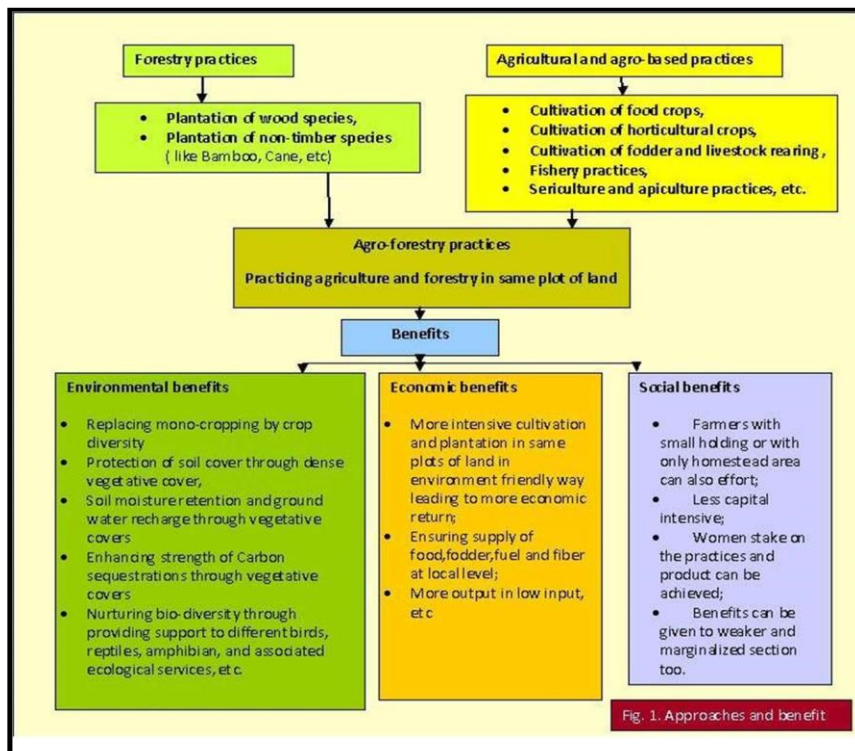 Forestry practices
Agricultural and agro-based practices
• Plantation of wood species,
• Plantation of non-timber species
( like Bamboo, Cane, etc)
• Cultivation of food crops,
• Cultivation of horticultural crops,
• Cultivation of fodder and livestock rearing ,
• Fishery practices,
• Sericulture and apiculture practices, etc.
Agro-forestry practices
Practicing agriculture and forestry in same plot of land
Benefits
Environmental benefits
• Replacing mono-cropping by crop
diversity
• Protection of soil cover through dense
vegetative cover,
• Soil moisture retention and ground
water recharge through vegetative
covers
• Enhancing strength of Carbon
sequestrations through vegetative
covers
• Nurturing bio-diversity through
providing support to different birds,
reptiles, amphibian, and associated
ecological services, etc.
Economic benefits
• More intensive cultivation
and plantation in same
plots of land in
environment friendly way
leading to more economic
return;
• Ensuring supply of
food,fodder,fuel and fiber
at local level;
• More output in low input,
etc
Social benefits
• Farmers with
small holding or with
only homestead area
can also effort;
• Less capital
intensive;
• Women stake on
the practices and
product can be
achieved;
• Benefits can be
given to weaker and
marginalized section
too.
Fig. 1. Approaches and benefit